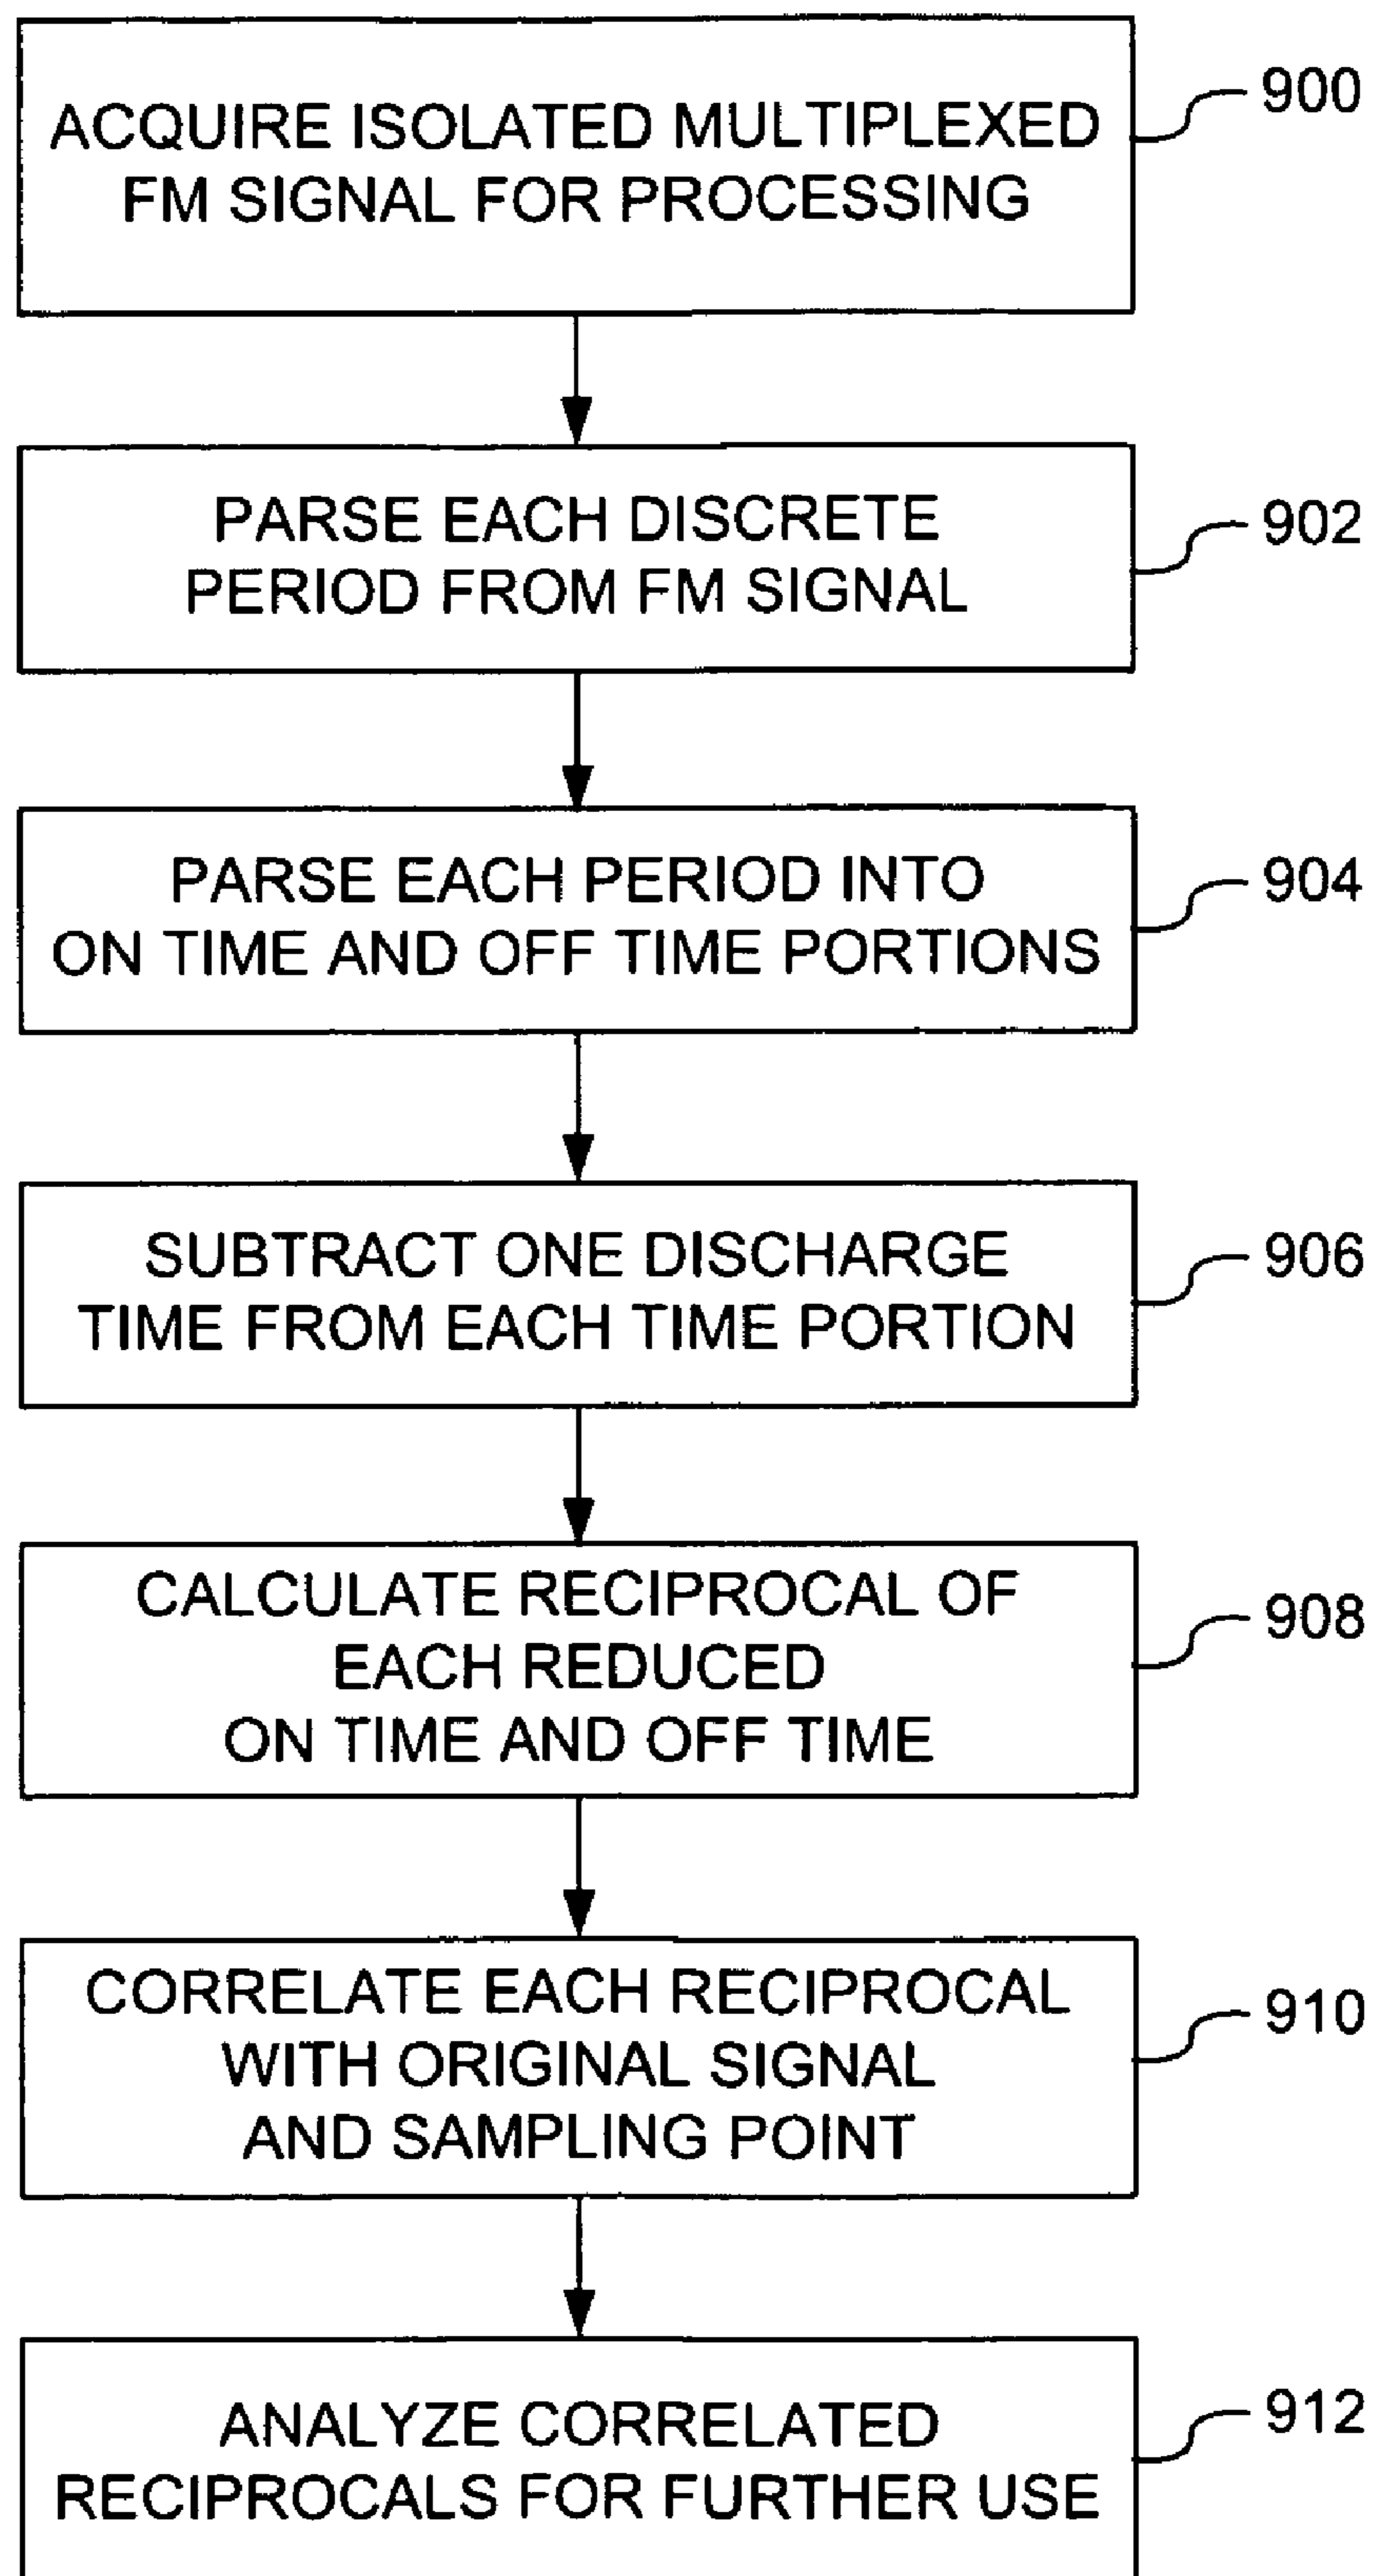 ACQUIRE ISOLATED MULTIPLEXED
FM SIGNAL FOR PROCESSING
900
PARSE EACH DISCRETE
PERIOD FROM FM SIGNAL
902
PARSE EACH PERIOD INTO
ON TIME AND OFF TIME PORTIONS
904
SUBTRACT ONE DISCHARGE
TIME FROM EACH TIME PORTION
906
CALCULATE RECIPROCAL OF
EACH REDUCED
ON TIME AND OFF TIME
908
CORRELATE EACH RECIPROCAL
WITH ORIGINAL SIGNAL
AND SAMPLING POINT
910
ANALYZE CORRELATED
RECIPROCALS FOR FURTHER USE
912